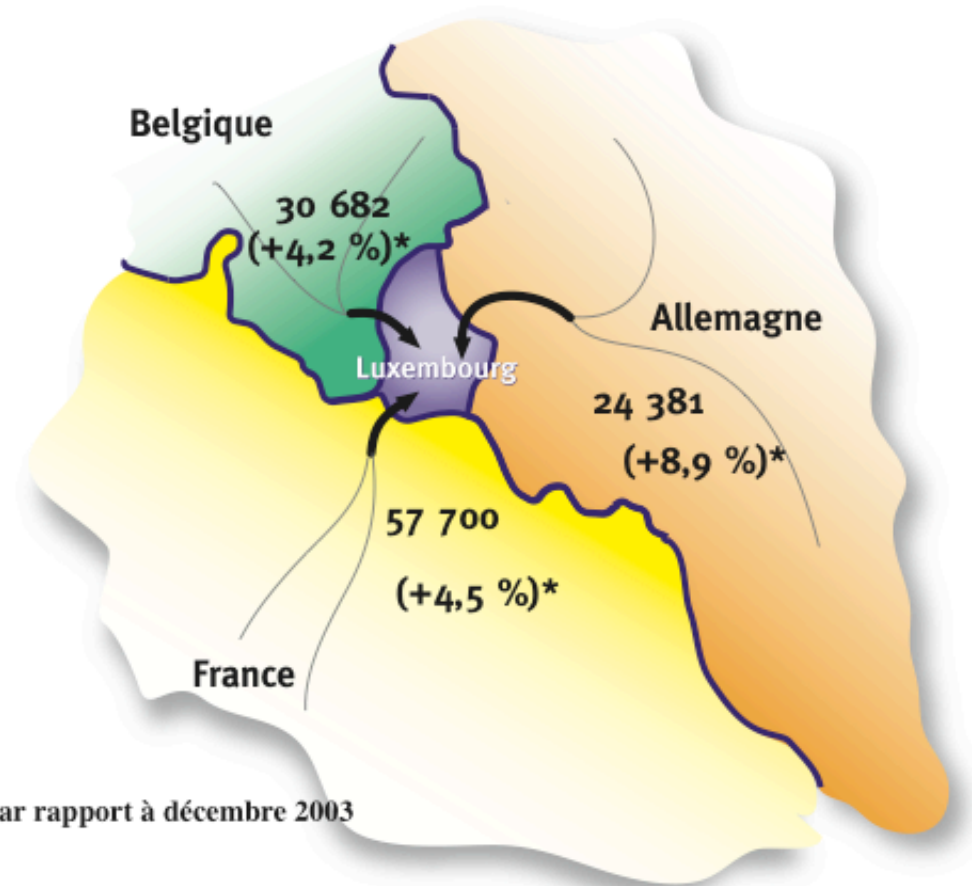 Belgique
30 682
(+4,2 %)*
Allemagne
Luxembourg
24 381
(+8,9 %)*
57 700
(+4,5 %)*
France
ar rapport à décembre 2003